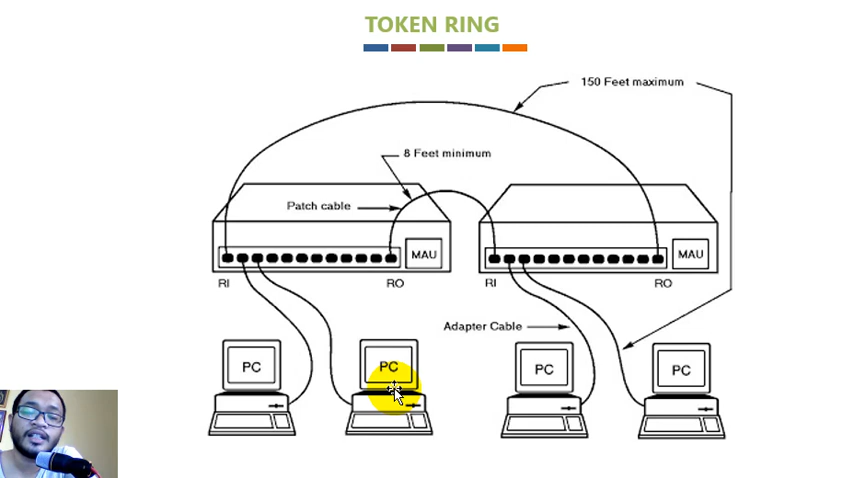 TOKEN RING
150 Feet maximum
8 Feet minimum
Patch cable
MAU
MAU
RI
RO
RI
RO
Adapter Cable
PC
PC
PC
PC